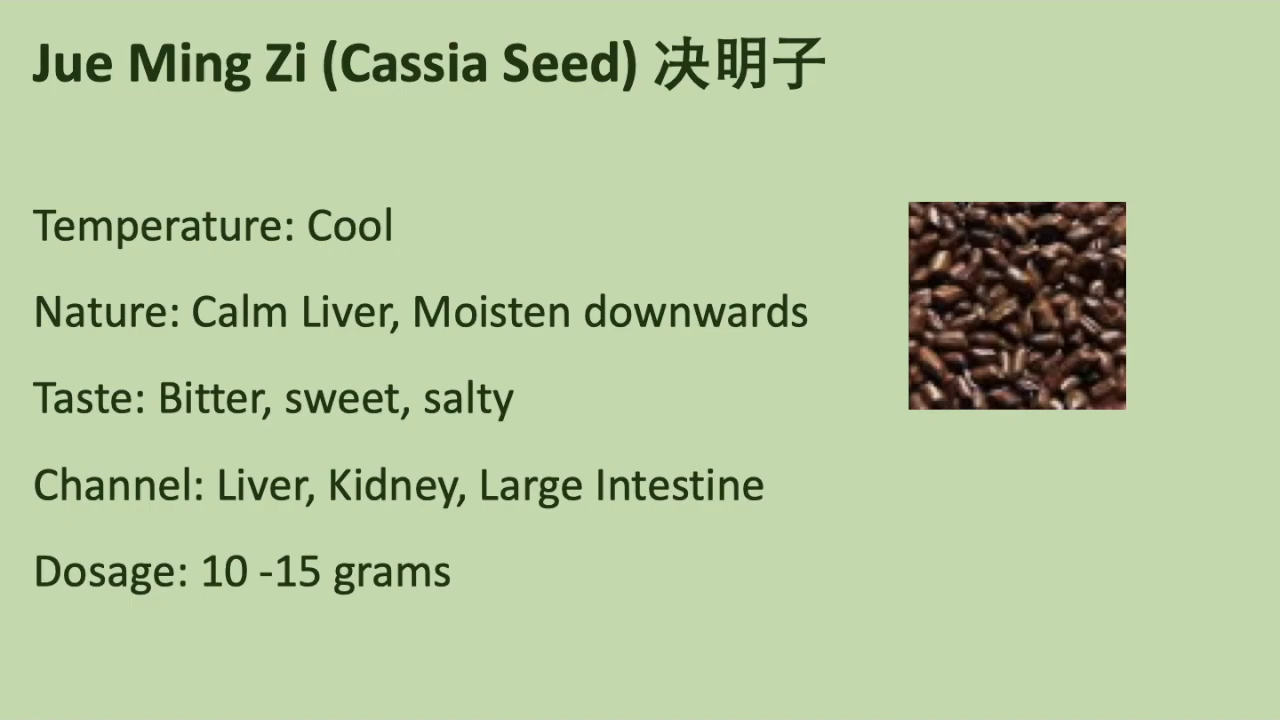 Jue Ming Zi (Cassia Seed) 决明子
Temperature: Cool
Nature: Calm Liver, Moisten downwards
Taste: Bitter, sweet, salty
Channel: Liver, Kidney, Large Intestine
Dosage: 10 -15 grams